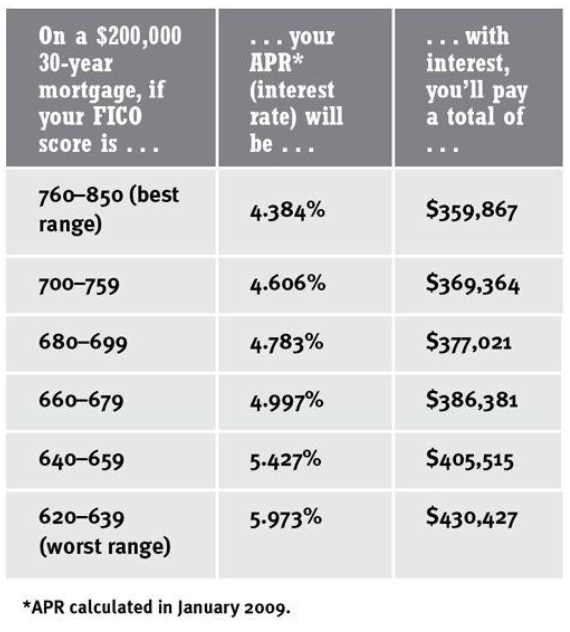 On a $200,000
30-year
mortgage, if
your FICO
score is ...
... your
APR*
(interest
rate) will
be ...
... with
interest,
you'll pay
a total of
...
760–850 (best
range)
4.384%
$359,867
700–759
4.606%
$369,364
680–699
4.783%
$377,021
660–679
4.997%
$386,381
640–659
5.427%
$405,515
620–639
(worst range)
5.973%
$430,427
*APR calculated in January 2009.